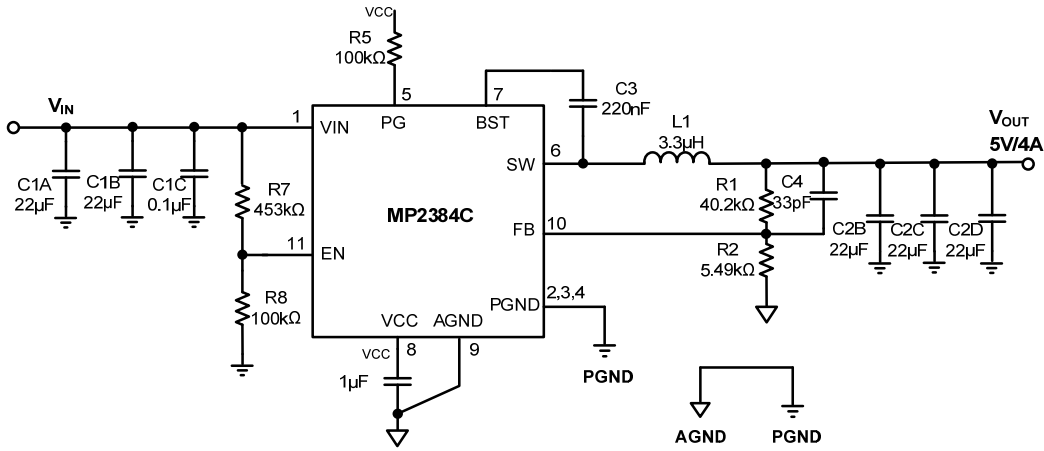 VCC
R5
100kΩ
5
7
C3
220nF
VIN
1
VIN
PG
BST
L1
3.3µH
VOUT
5V/4A
SW
6
C1A
22µF
C1B
22µF
C1C
0.1µF
R7
453kΩ
MP2384C
R1
40.2kΩ
C4
33pF
FB
10
C2B
22µF
C2C
22µF
C2D
22µF
11
EN
R2
5.49kΩ
R8
100kΩ
PGND
2,3,4
VCC
AGND
VCC
8
9
1µF
PGND
AGND
PGND